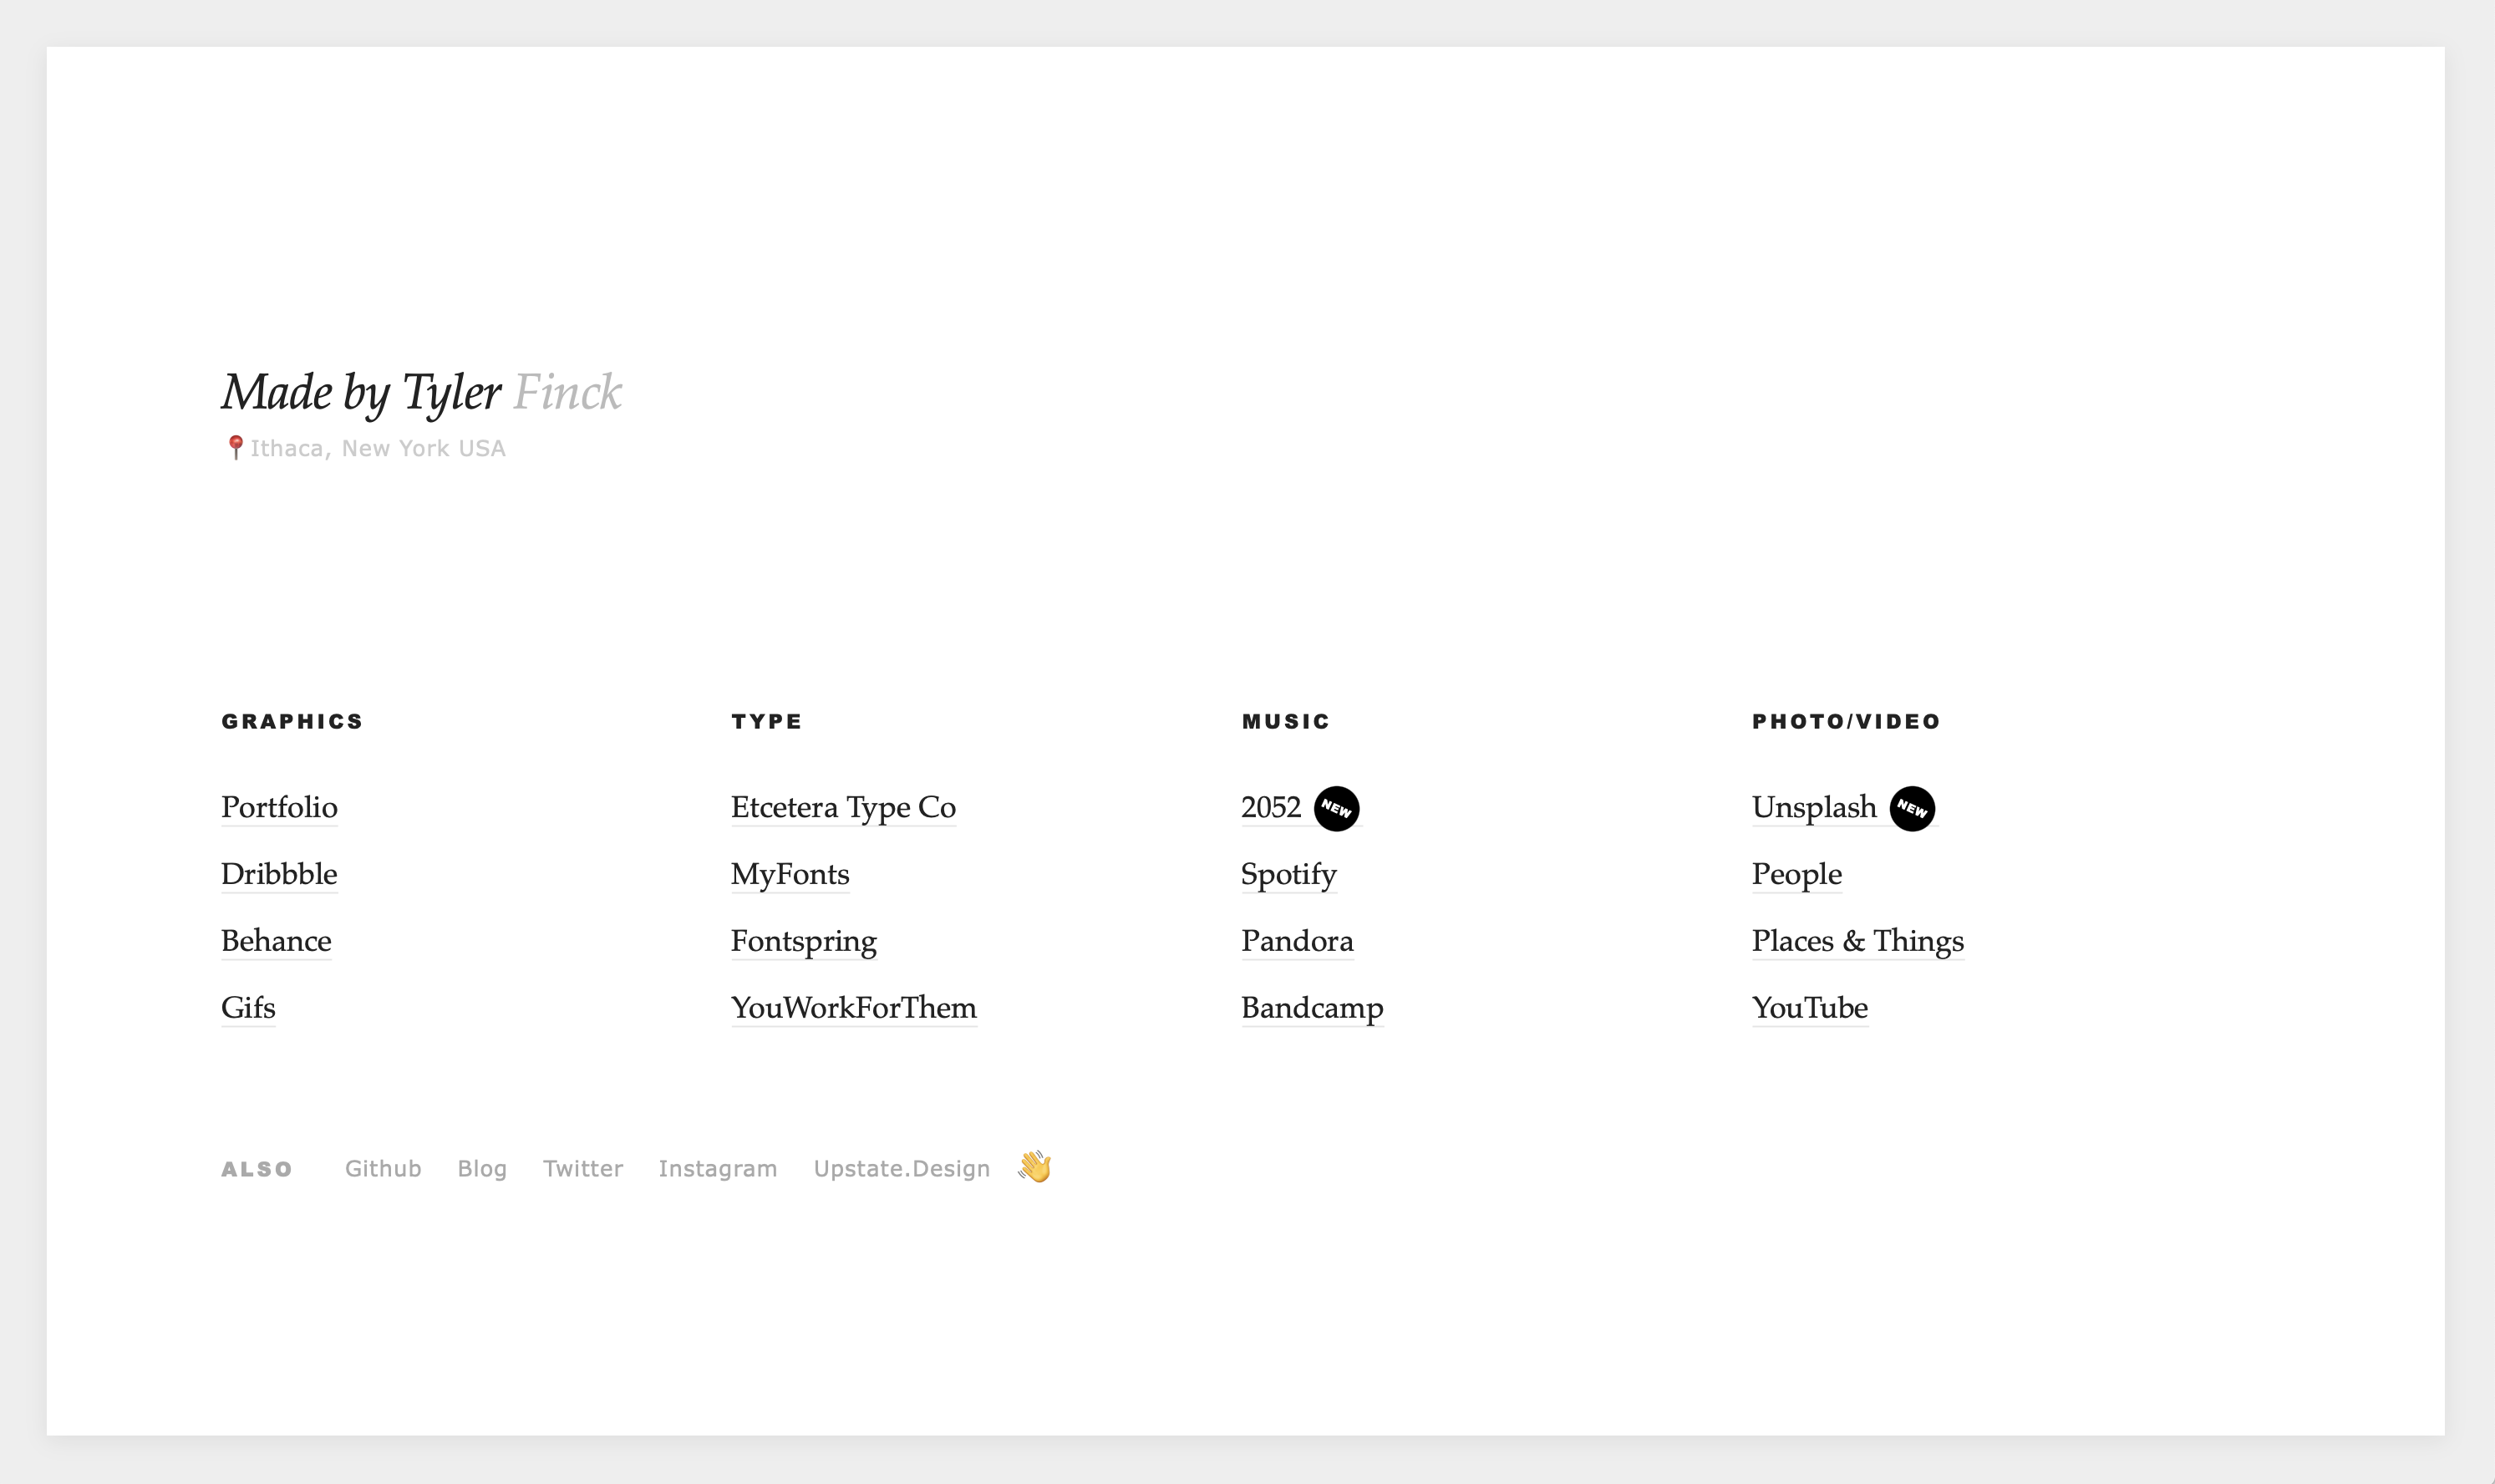 Made by Tyler Finck
📍Ithaca, New York USA
GRAPHICS
Portfolio
Dribbble
Behance
Gifs
TYPE
Etcetera Type Co
MyFonts
Fontspring
YouWorkForThem
MUSIC
2052 NEW
Spotify
Pandora
Bandcamp
PHOTO/VIDEO
Unsplash NEW
People
Places & Things
YouTube
ALSO Github Blog Twitter Instagram Upstate.Design 👋